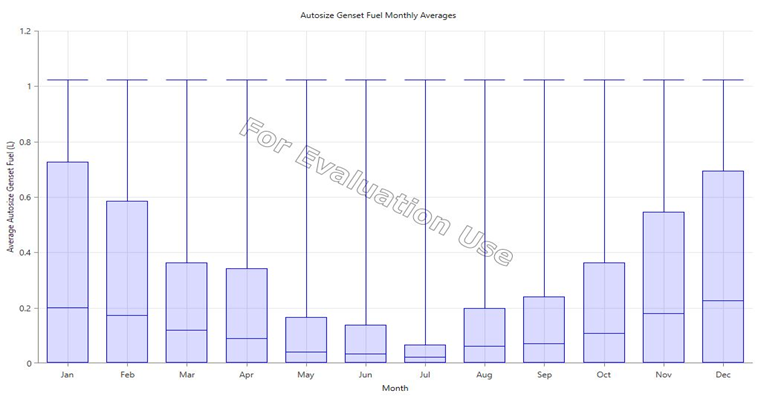 Autosize Genset Fuel Monthly Averages
1.2
1
0.8
0.6
0.4
0.2
0
Average Autosize Genset Fuel (L)
For Evaluation Use
Jan Feb Mar Apr May Jun Jul Aug Sep Oct Nov Dec
Month